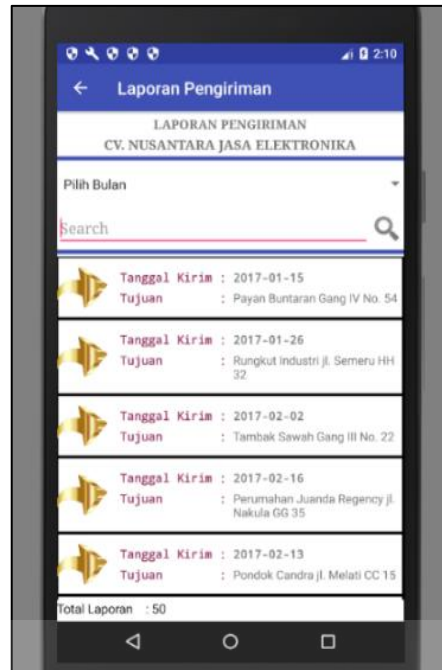 2:10
Laporan Pengiriman
LAPORAN PENGIRIMAN
CV. NUSANTARA JASA ELEKTRONIKA
Pilih Bulan
Search
Tanggal Kirim : 2017-01-15
Tujuan : Payan Buntaran Gang IV No. 54
Tanggal Kirim : 2017-01-26
Tujuan : Rungkut Industri jl. Semeru HH
32
Tanggal Kirim : 2017-02-02
Tujuan : Tambak Sawah Gang III No. 22
Tanggal Kirim : 2017-02-16
Tujuan : Perumahan Juanda Regency jl.
Nakula GG 35
Tanggal Kirim : 2017-02-13
Tujuan : Pondok Candra jl. Melati CC 15
Total Laporan : 50